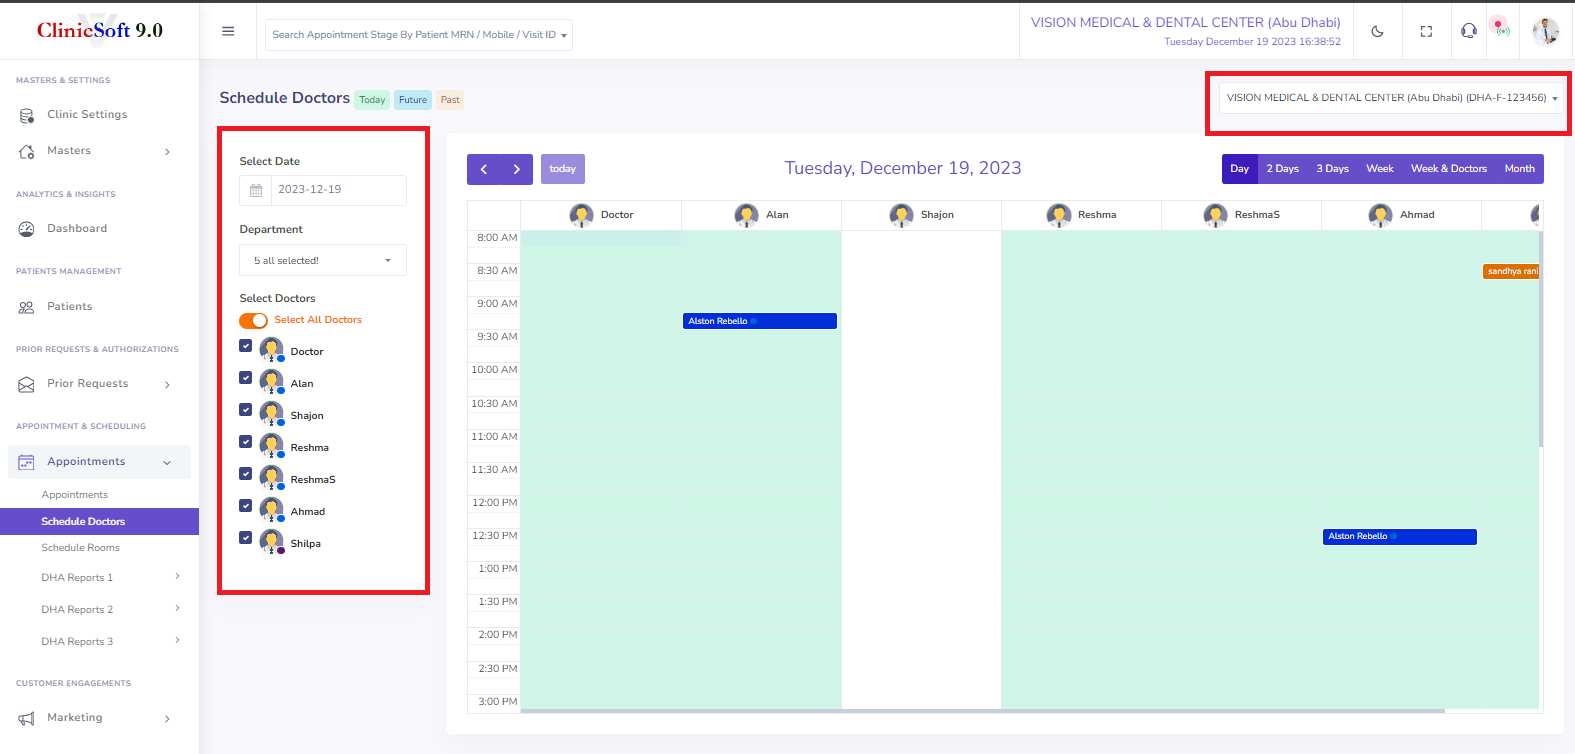 ClinicSoft 9.0
Search Appointment Stage By Patient MRN / Mobile / Visit ID
VISION MEDICAL & DENTAL CENTER (Abu Dhabi)
Tuesday December 19 2023 16:38:52
MASTERS & SETTINGS
Clinic Settings
Masters
ANALYTICS & INSIGHTS
Dashboard
PATIENTS MANAGEMENT
Patients
PRIOR REQUESTS & AUTHORIZATIONS
Prior Requests
APPOINTMENT & SCHEDULING
Appointments
Appointments
Schedule Doctors
Schedule Rooms
DHA Reports 1
DHA Reports 2
DHA Reports 3
CUSTOMER ENGAGEMENTS
Marketing
Schedule Doctors Today Future Past
VISION MEDICAL & DENTAL CENTER (Abu Dhabi) (DHA-F-123456)
Select Date
2023-12-19
Department
5 all selected!
Select Doctors
Select All Doctors
Doctor
Alan
Shajon
Reshma
ReshmaS
Ahmad
Shilpa
today
Tuesday, December 19, 2023
Day 2 Days 3 Days Week Week & Doctors Month
Doctor Alan Shajon Reshma ReshmaS Ahmad
8:00 AM
8:30 AM
sandhya rani
9:00 AM
Alston Rebello
9:30 AM
10:00 AM
10:30 AM
11:00 AM
11:30 AM
12:00 PM
12:30 PM
Alston Rebello
1:00 PM
1:30 PM
2:00 PM
2:30 PM
3:00 PM